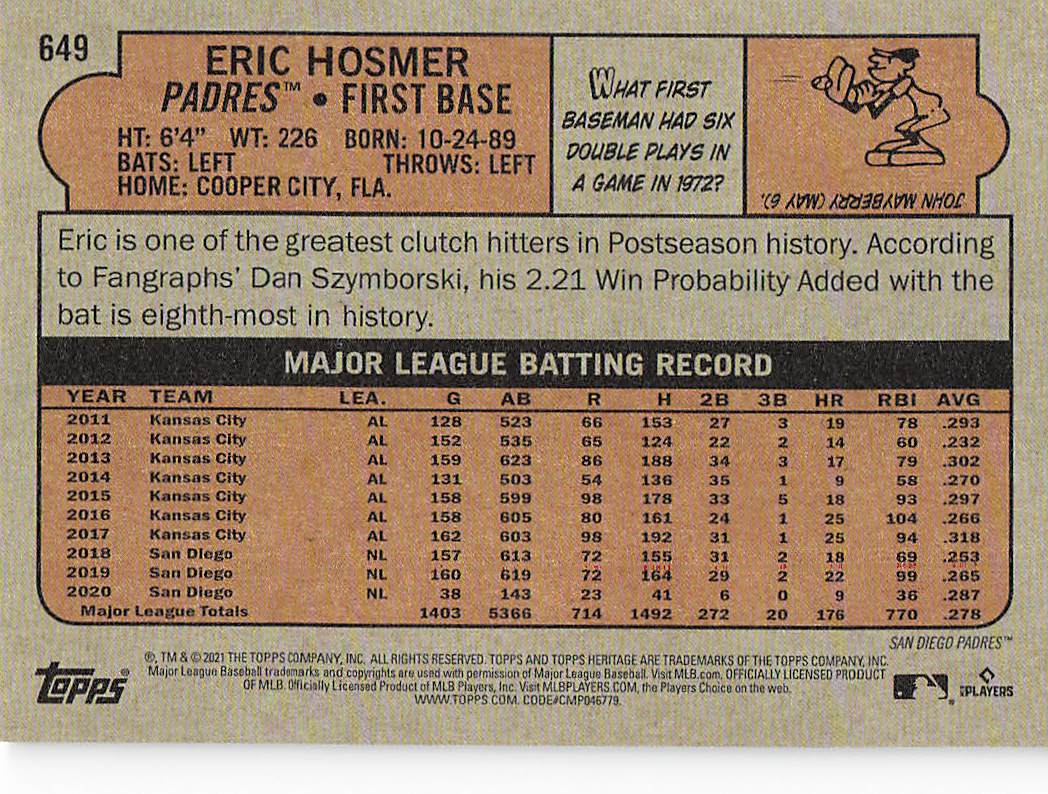 649
ERIC HOSMER
PADRES™ • FIRST BASE
HT: 6'4" WT: 226 BORN: 10-24-89
BATS: LEFT THROWS: LEFT
HOME: COOPER CITY, FLA.
WHAT FIRST
BASEMAN HAD SIX
DOUBLE PLAYS IN
A GAME IN 1972?
JOHN MAYBERRY (MAY 6).
Eric is one of the greatest clutch hitters in Postseason history. According
to Fangraphs' Dan Szymborski, his 2.21 Win Probability Added with the
bat is eighth-most in history.
MAJOR LEAGUE BATTING RECORD
YEAR TEAM LEA. G AB R H 2B 3B HR RBI AVG
2011 Kansas City AL 128 523 66 153 27 3 19 78 .293
2012 Kansas City AL 152 535 65 124 22 2 14 60 .232
2013 Kansas City AL 159 623 86 188 34 3 17 79 .302
2014 Kansas City AL 131 503 54 136 35 1 9 58 .270
2015 Kansas City AL 158 599 98 178 33 5 18 93 .297
2016 Kansas City AL 158 605 80 161 24 1 25 104 .266
2017 Kansas City AL 162 603 98 192 31 1 25 94 .318
2018 San Diego NL 157 613 72 155 31 2 18 69 .253
2019 San Diego NL 160 619 72 164 29 2 22 99 .265
2020 San Diego NL 38 143 23 41 6 0 9 36 .287
Major League Totals 1403 5366 714 1492 272 20 176 770 .278
SAN DIEGO PADRES™
®, TM & © 2021 THE TOPPS COMPANY, INC. ALL RIGHTS RESERVED. TOPPS AND TOPPS HERITAGE ARE TRADEMARKS OF THE TOPPS COMPANY, INC.
Major League Baseball trademarks and copyrights are used with permission of Major League Baseball. Visit MLB.com. OFFICIALLY LICENSED PRODUCT
OF MLB. Officially Licensed Product of MLB Players, Inc. Visit MLBPLAYERS.COM, the Players Choice on the web.
WWW.TOPPS.COM. CODE#CMP046779.
topps®
MLBPLAYERS